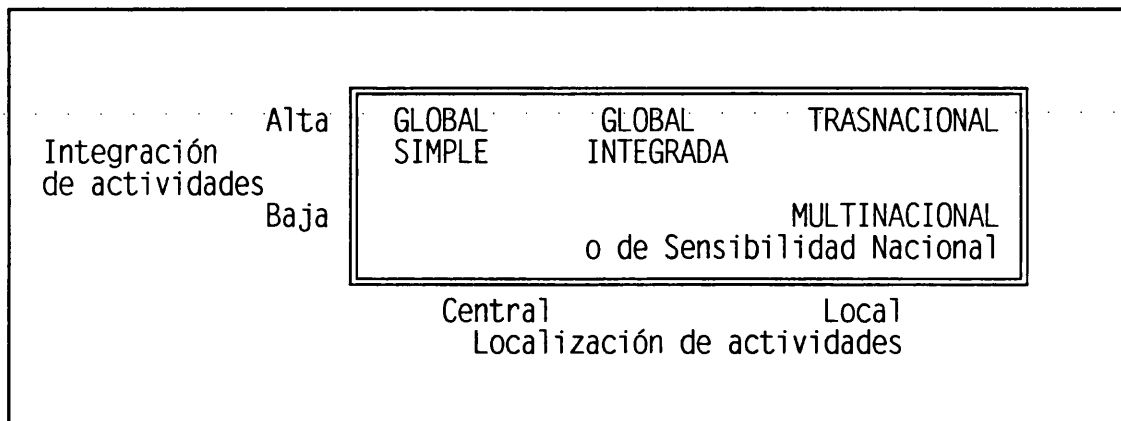 Alta GLOBAL GLOBAL TRASNACIONAL
Integración SIMPLE INTEGRADA
de actividades
Baja MULTINACIONAL
o de Sensibilidad Nacional
Central Local
Localización de actividades